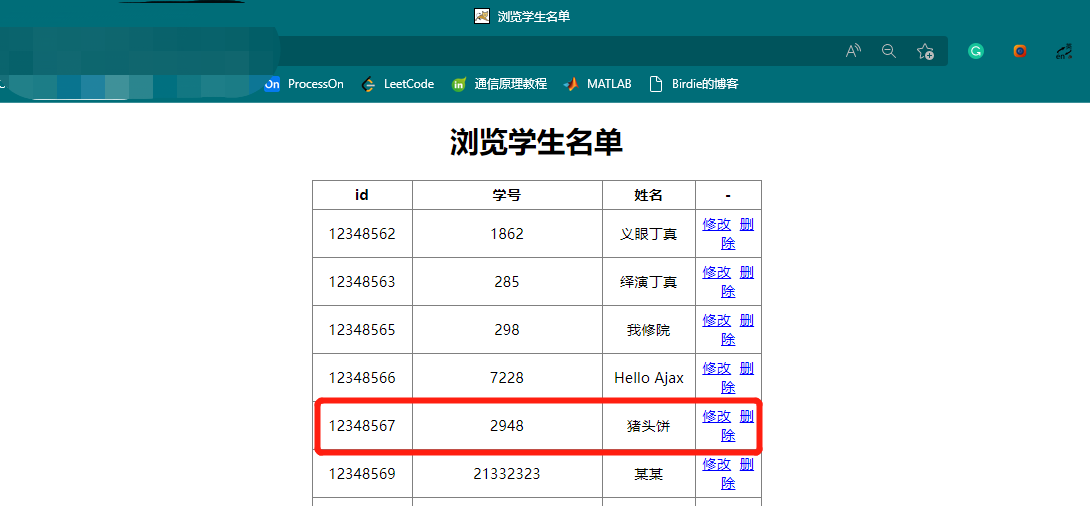 浏览学生名单
ProcessOn LeetCode 通信原理教程 MATLAB Birdie的博客
浏览学生名单
id 学号 姓名 -
12348562 1862 义眼丁真 修改 删
除
12348563 285 绎演丁真 修改 删
除
12348565 298 我修院 修改 删
除
12348566 7228 Hello Ajax 修改 删
除
12348567 2948 猪头饼 修改 删
除
12348569 21332323 某某 修改 删
除